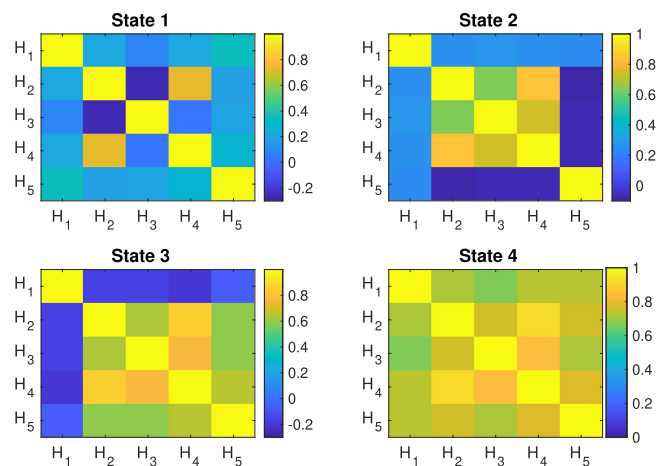 State 1
H₁
H₂
H₃
H₄
H₅
H₁ H₂ H₃ H₄ H₅
0.8
0.6
0.4
0.2
0
-0.2
State 2
H₁
H₂
H₃
H₄
H₅
H₁ H₂ H₃ H₄ H₅
1
0.8
0.6
0.4
0.2
0
State 3
H₁
H₂
H₃
H₄
H₅
H₁ H₂ H₃ H₄ H₅
0.8
0.6
0.4
0.2
0
-0.2
State 4
H₁
H₂
H₃
H₄
H₅
H₁ H₂ H₃ H₄ H₅
1
0.8
0.6
0.4
0.2
0